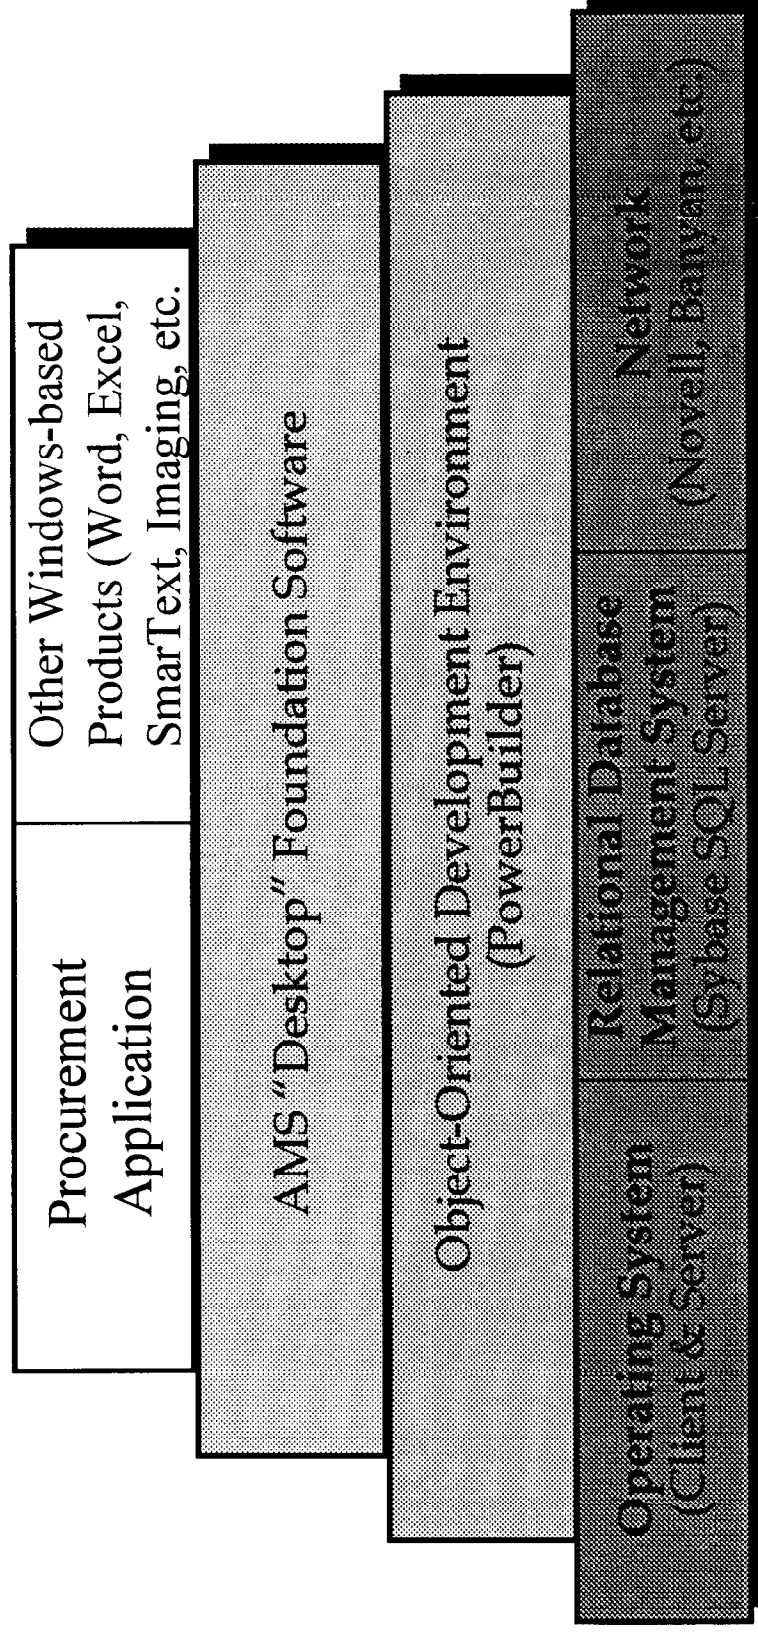 Procurement
Application
Other Windows-based
Products (Word, Excel,
SmarText, Imaging, etc.
AMS "Desktop" Foundation Software
Object-Oriented Development Environment
(PowerBuilder)
Operating System
(Client & Server)
Relational Database
Management System
(Sybase SQL Server)
Network
(Novell, Banyan, etc.)